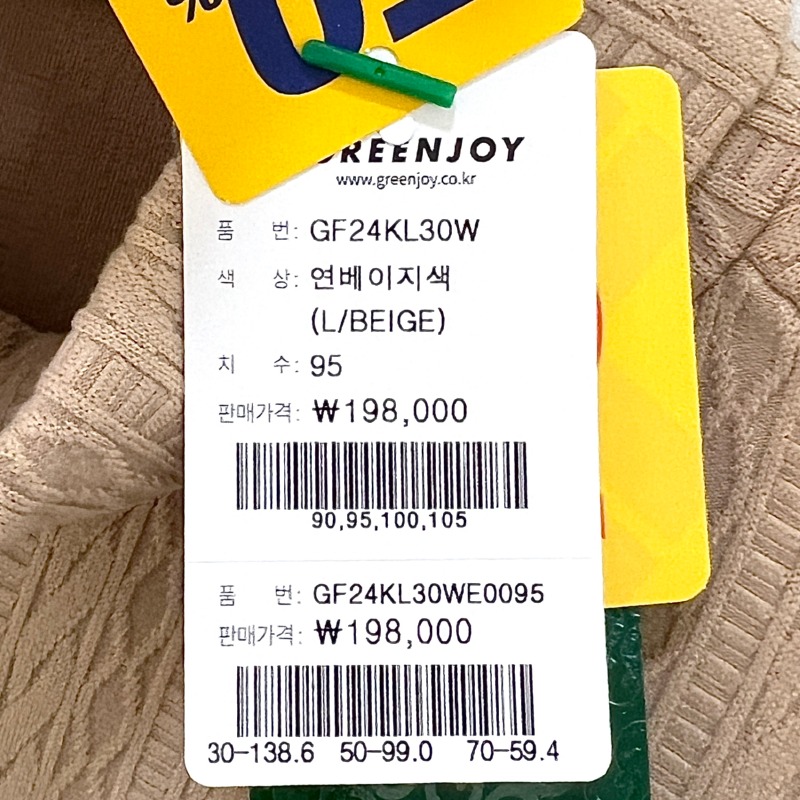 %
GREENJOY
www.greenjoy.co.kr
품 번: GF24KL30W
색 상: 연베이지색
(L/BEIGE)
치 수: 95
판매가격: ₩198,000
90,95,100,105
품 번: GF24KL30WE0095
판매가격: ₩198,000
30-138.6 50-99.0 70-59.4